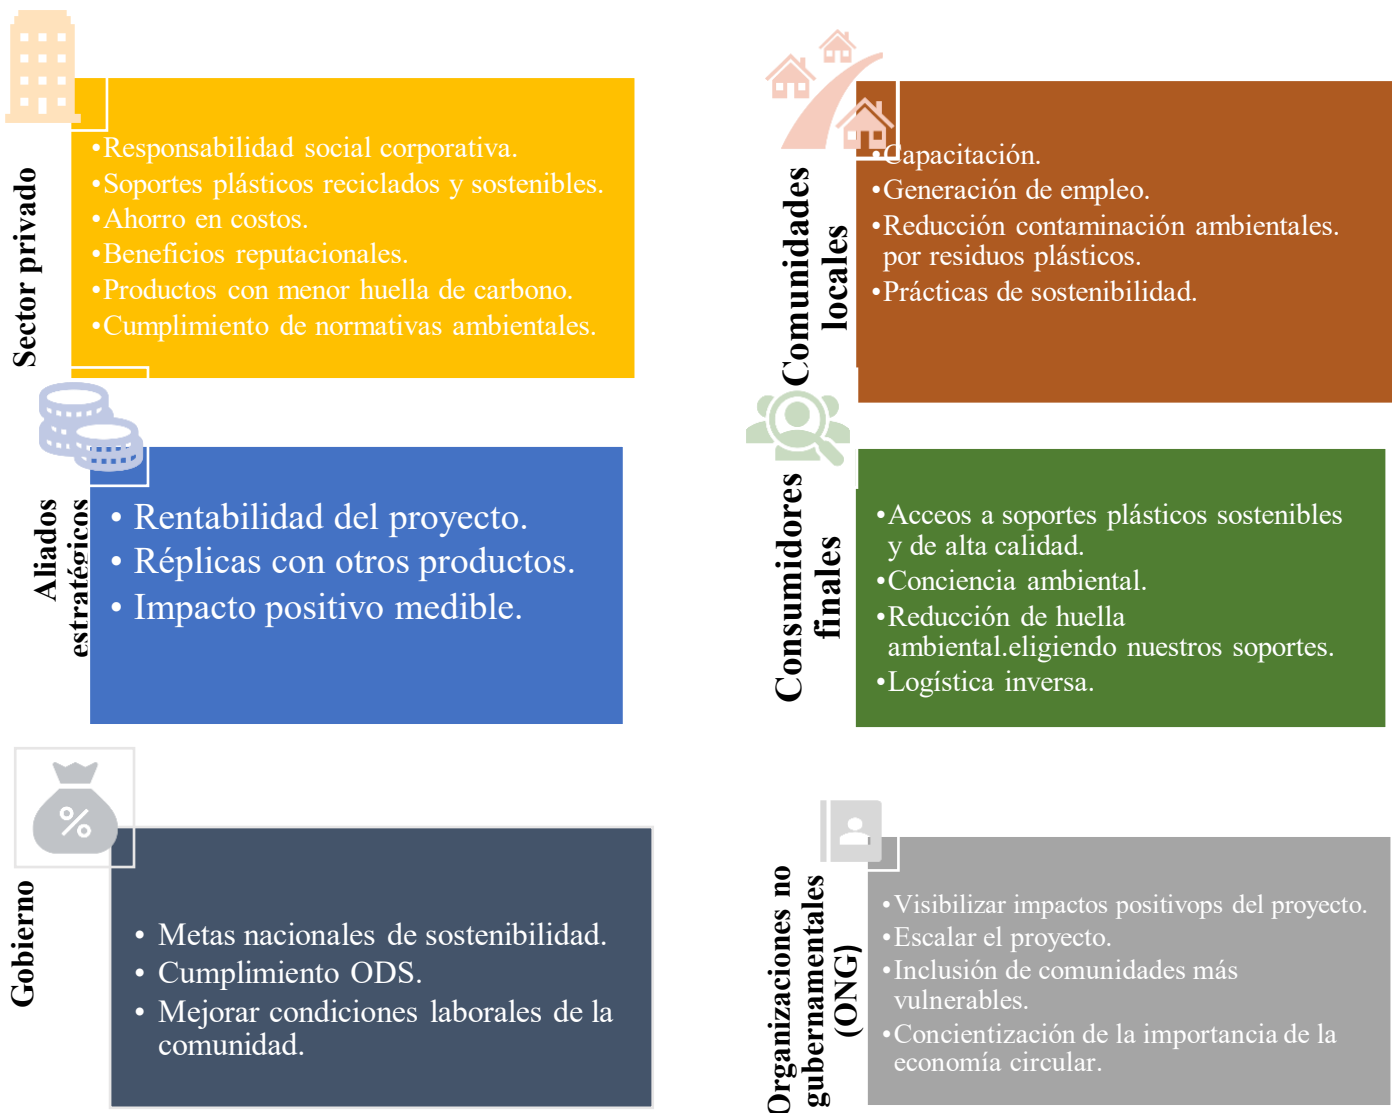 Sector privado
•Responsabilidad social corporativa.
•Soportes plásticos reciclados y sostenibles.
•Ahorro en costos.
•Beneficios reputacionales.
•Productos con menor huella de carbono.
•Cumplimiento de normativas ambientales.
Comunidades
locales
•Capacitación.
•Generación de empleo.
•Reducción contaminación ambientales.
por residuos plásticos.
•Prácticas de sostenibilidad.
Aliados
estratégicos
• Rentabilidad del proyecto.
• Réplicas con otros productos.
• Impacto positivo medible.
Consumidores
finales
•Acceos a soportes plásticos sostenibles
y de alta calidad.
•Conciencia ambiental.
•Reducción de huella
ambiental.eligiendo nuestros soportes.
•Logística inversa.
%
Gobierno
• Metas nacionales de sostenibilidad.
• Cumplimiento ODS.
• Mejorar condiciones laborales de la
comunidad.
Organizaciones no
gubernamentales
(ONG)
•Visibilizar impactos positivops del proyecto.
•Escalar el proyecto.
•Inclusión de comunidades más
vulnerables.
•Concientización de la importancia de la
economía circular.